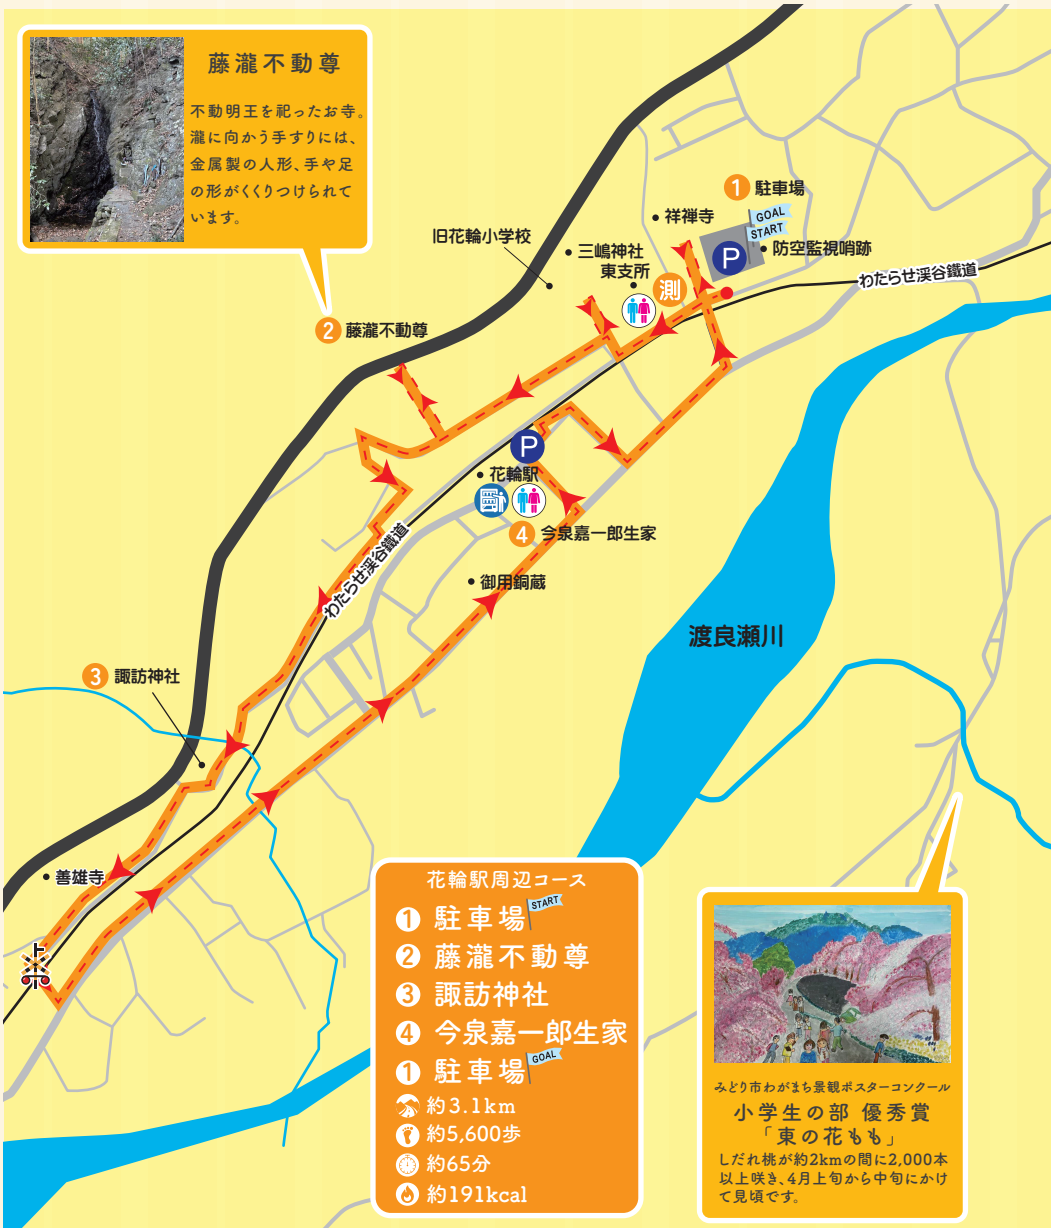 藤瀧不動尊
不動明王を祀ったお寺。
瀧に向かう手すりには、
金属製の人形、手や足
の形がくくりつけられて
います。
① 駐車場
GOAL
START
P
• 祥禅寺
• 防空監視哨跡
旧花輪小学校
• 三嶋神社
東支所
測
わたらせ渓谷鐵道
② 藤瀧不動尊
P
• 花輪駅
④ 今泉嘉一郎生家
わたらせ渓谷鐵道
• 御用銅蔵
渡良瀬川
③ 諏訪神社
• 善雄寺
花輪駅周辺コース
① 駐車場 START
② 藤瀧不動尊
③ 諏訪神社
④ 今泉嘉一郎生家
① 駐車場 GOAL
約3.1km
約5,600歩
約65分
約191kcal
みどり市わがまち景観ポスターコンクール
小学生の部 優秀賞
「東の花もも」
しだれ桃が約2kmの間に2,000本
以上咲き、4月上旬から中旬にかけ
て見頃です。